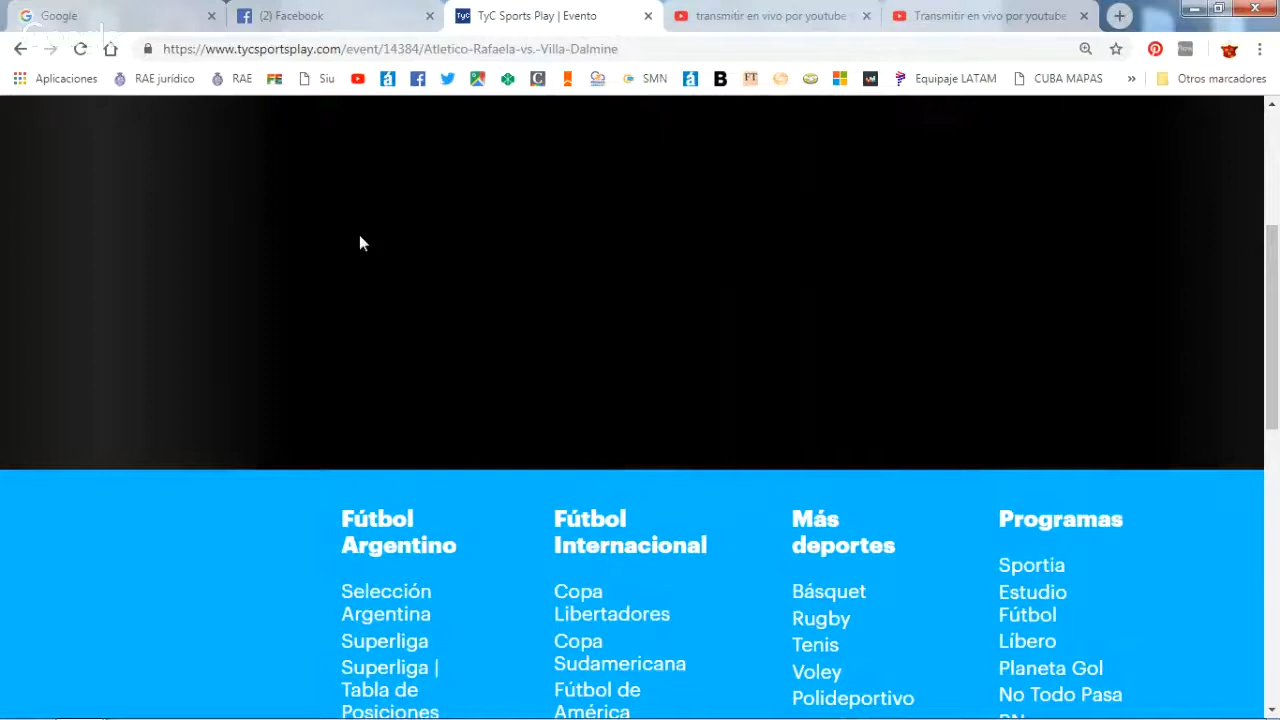 Google
(2) Facebook
TyC Sports Play | Evento
transmitir en vivo por youtube
Transmitir en vivo por youtube
https://www.tycsportsplay.com/event/14384/Atletico-Rafaela-vs.-Villa-Dalmine
Aplicaciones
RAE jurídico
RAE
Siu
SMN
Equipaje LATAM
CUBA MAPAS
»
Otros marcadores
Fútbol
Argentino
Selección
Argentina
Superliga
Superliga |
Tabla de
Posiciones
Fútbol
Internacional
Copa
Libertadores
Copa
Sudamericana
Fútbol de
América
Más
deportes
Básquet
Rugby
Tenis
Voley
Polideportivo
Programas
Sportia
Estudio
Fútbol
Líbero
Planeta Gol
No Todo Pasa